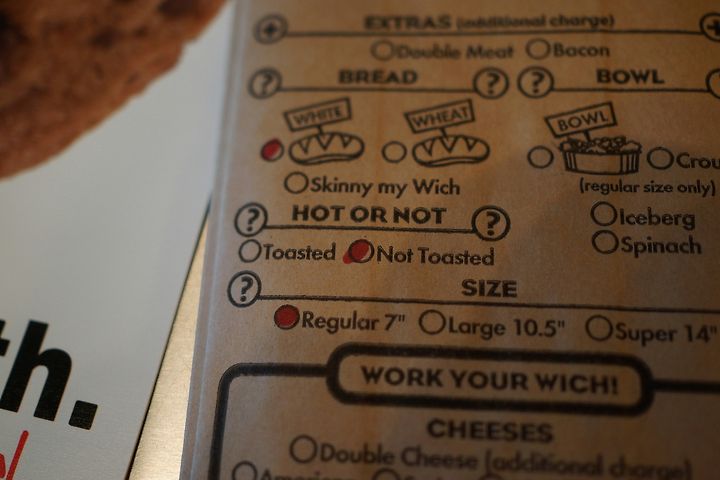 EXTRAS (additional charge)
Double Meat Bacon
BREAD
BOWL
WHITE
WHEAT
BOWL
Crou
Skinny my Wich
(regular size only)
HOT OR NOT
Iceberg
Toasted Not Toasted
Spinach
SIZE
Regular 7" Large 10.5" Super 14"
WORK YOUR WICH!
CHEESES
Double Cheese (additional charge)
th.